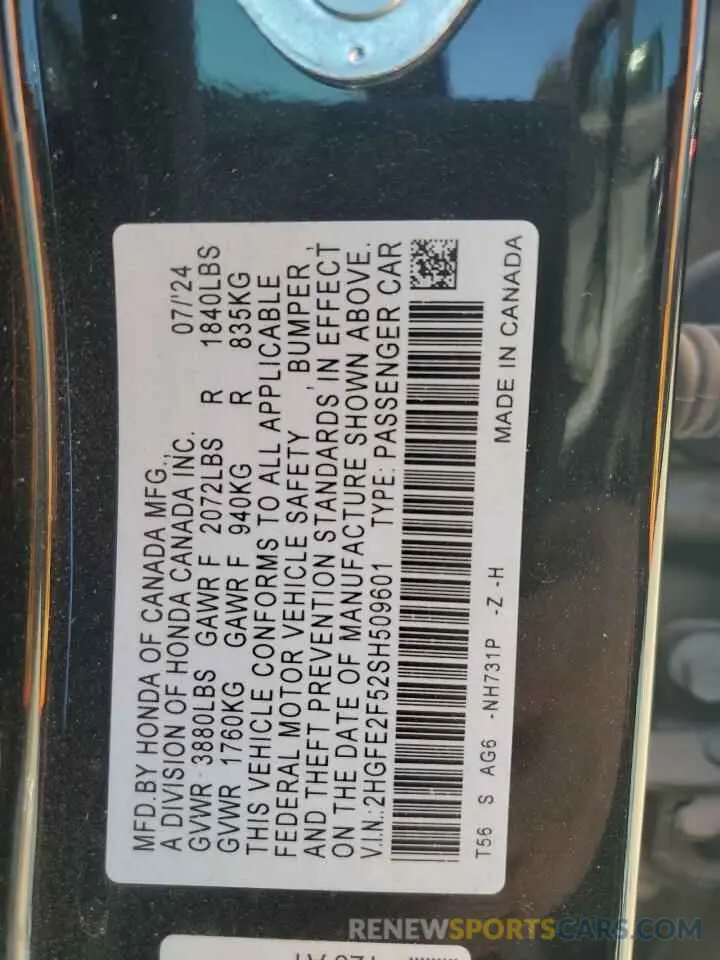 MFD.BY HONDA OF CANADA MFG.,
A DIVISION OF HONDA CANADA INC. 07/'24
GVWR 3880LBS GAWR F 2072LBS R 1840LBS
GVWR 1760KG GAWR F 940KG R 835KG
THIS VEHICLE CONFORMS TO ALL APPLICABLE
FEDERAL MOTOR VEHICLE SAFETY , BUMPER ,
AND THEFT PREVENTION STANDARDS IN EFFECT
ON THE DATE OF MANUFACTURE SHOWN ABOVE.
V.I.N.:2HGFE2F52SH509601 TYPE: PASSENGER CAR
T56 S AG6 -NH731P -Z -H MADE IN CANADA
RENEWSPORTSCARS.COM